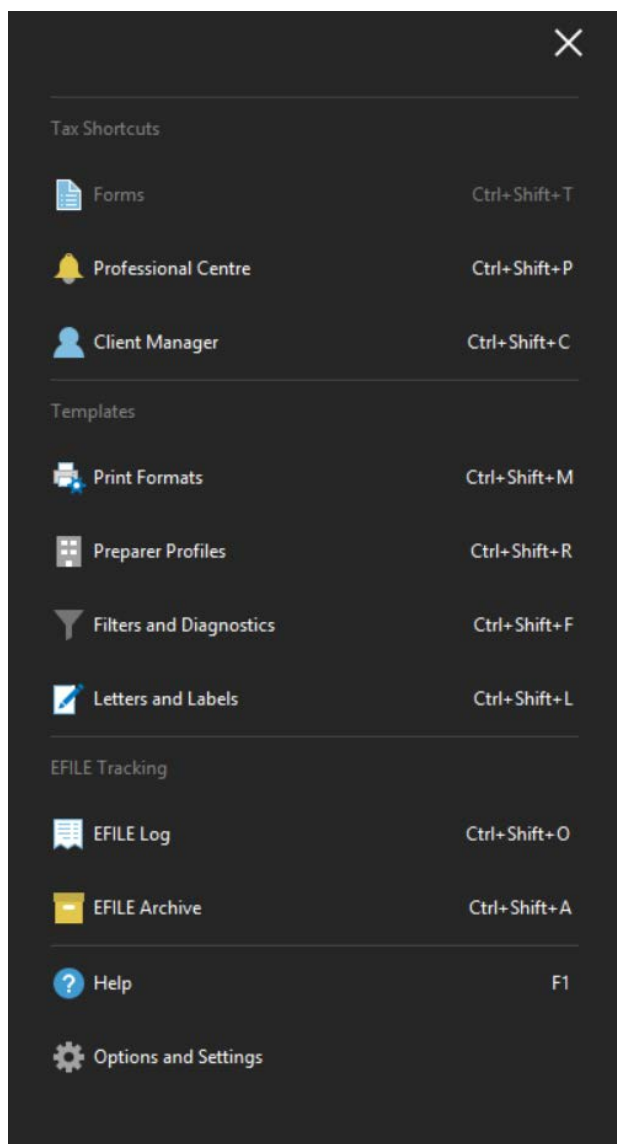 Tax Shortcuts
Forms Ctrl+Shift+T
Professional Centre Ctrl+Shift+P
Client Manager Ctrl+Shift+C
Templates
Print Formats Ctrl+Shift+M
Preparer Profiles Ctrl+Shift+R
Filters and Diagnostics Ctrl+Shift+F
Letters and Labels Ctrl+Shift+L
EFILE Tracking
EFILE Log Ctrl+Shift+O
EFILE Archive Ctrl+Shift+A
Help F1
Options and Settings